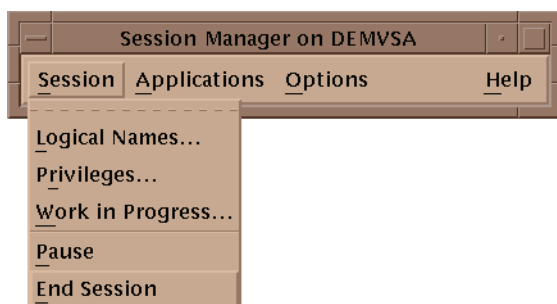 Session Manager on DEMVSA
Session Applications Options Help
Logical Names...
Privileges...
Work in Progress...
Pause
End Session